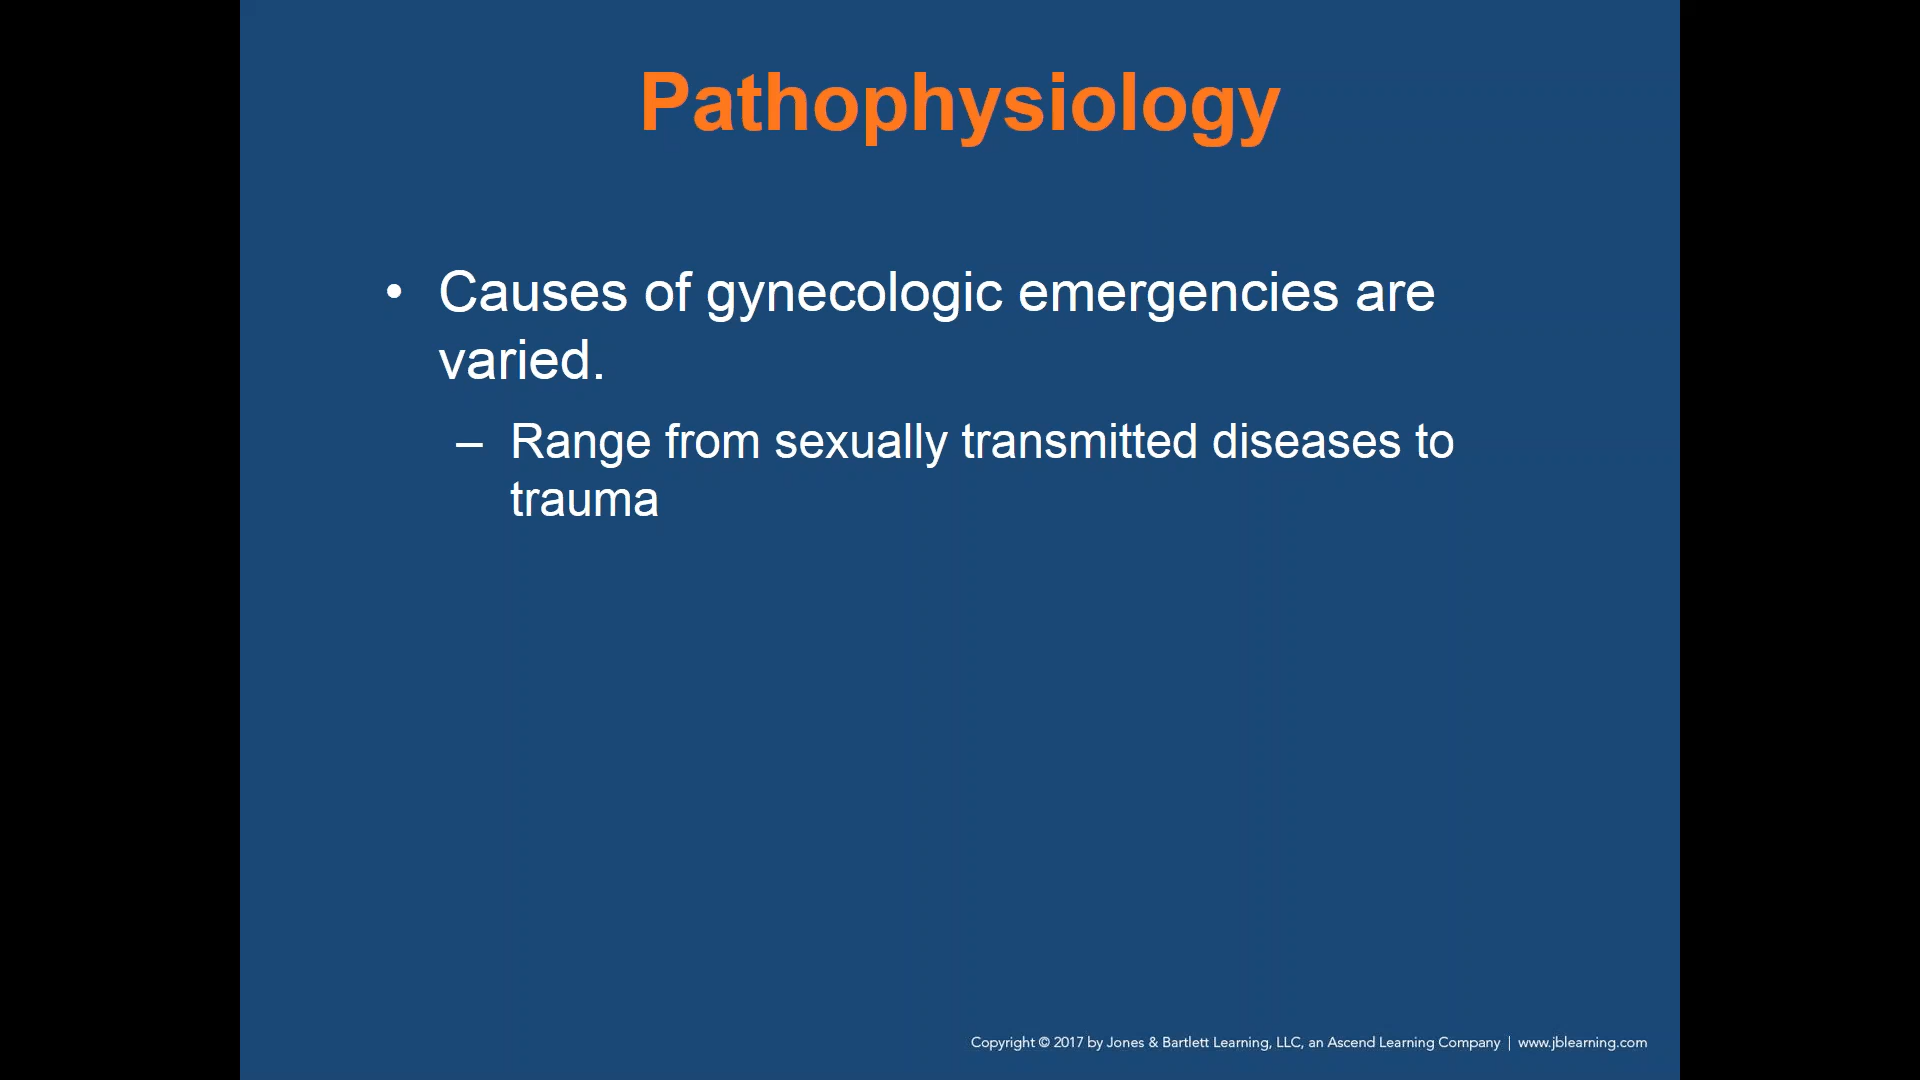 Pathophysiology
• Causes of gynecologic emergencies are
varied.
– Range from sexually transmitted diseases to
trauma
Copyright © 2017 by Jones & Bartlett Learning, LLC, an Ascend Learning Company | www.jblearning.com